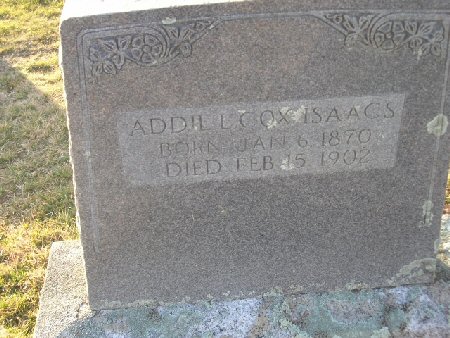 ADDIE L. COX ISAACS
BORN JAN 6 1870
DIED FEB 15 1902